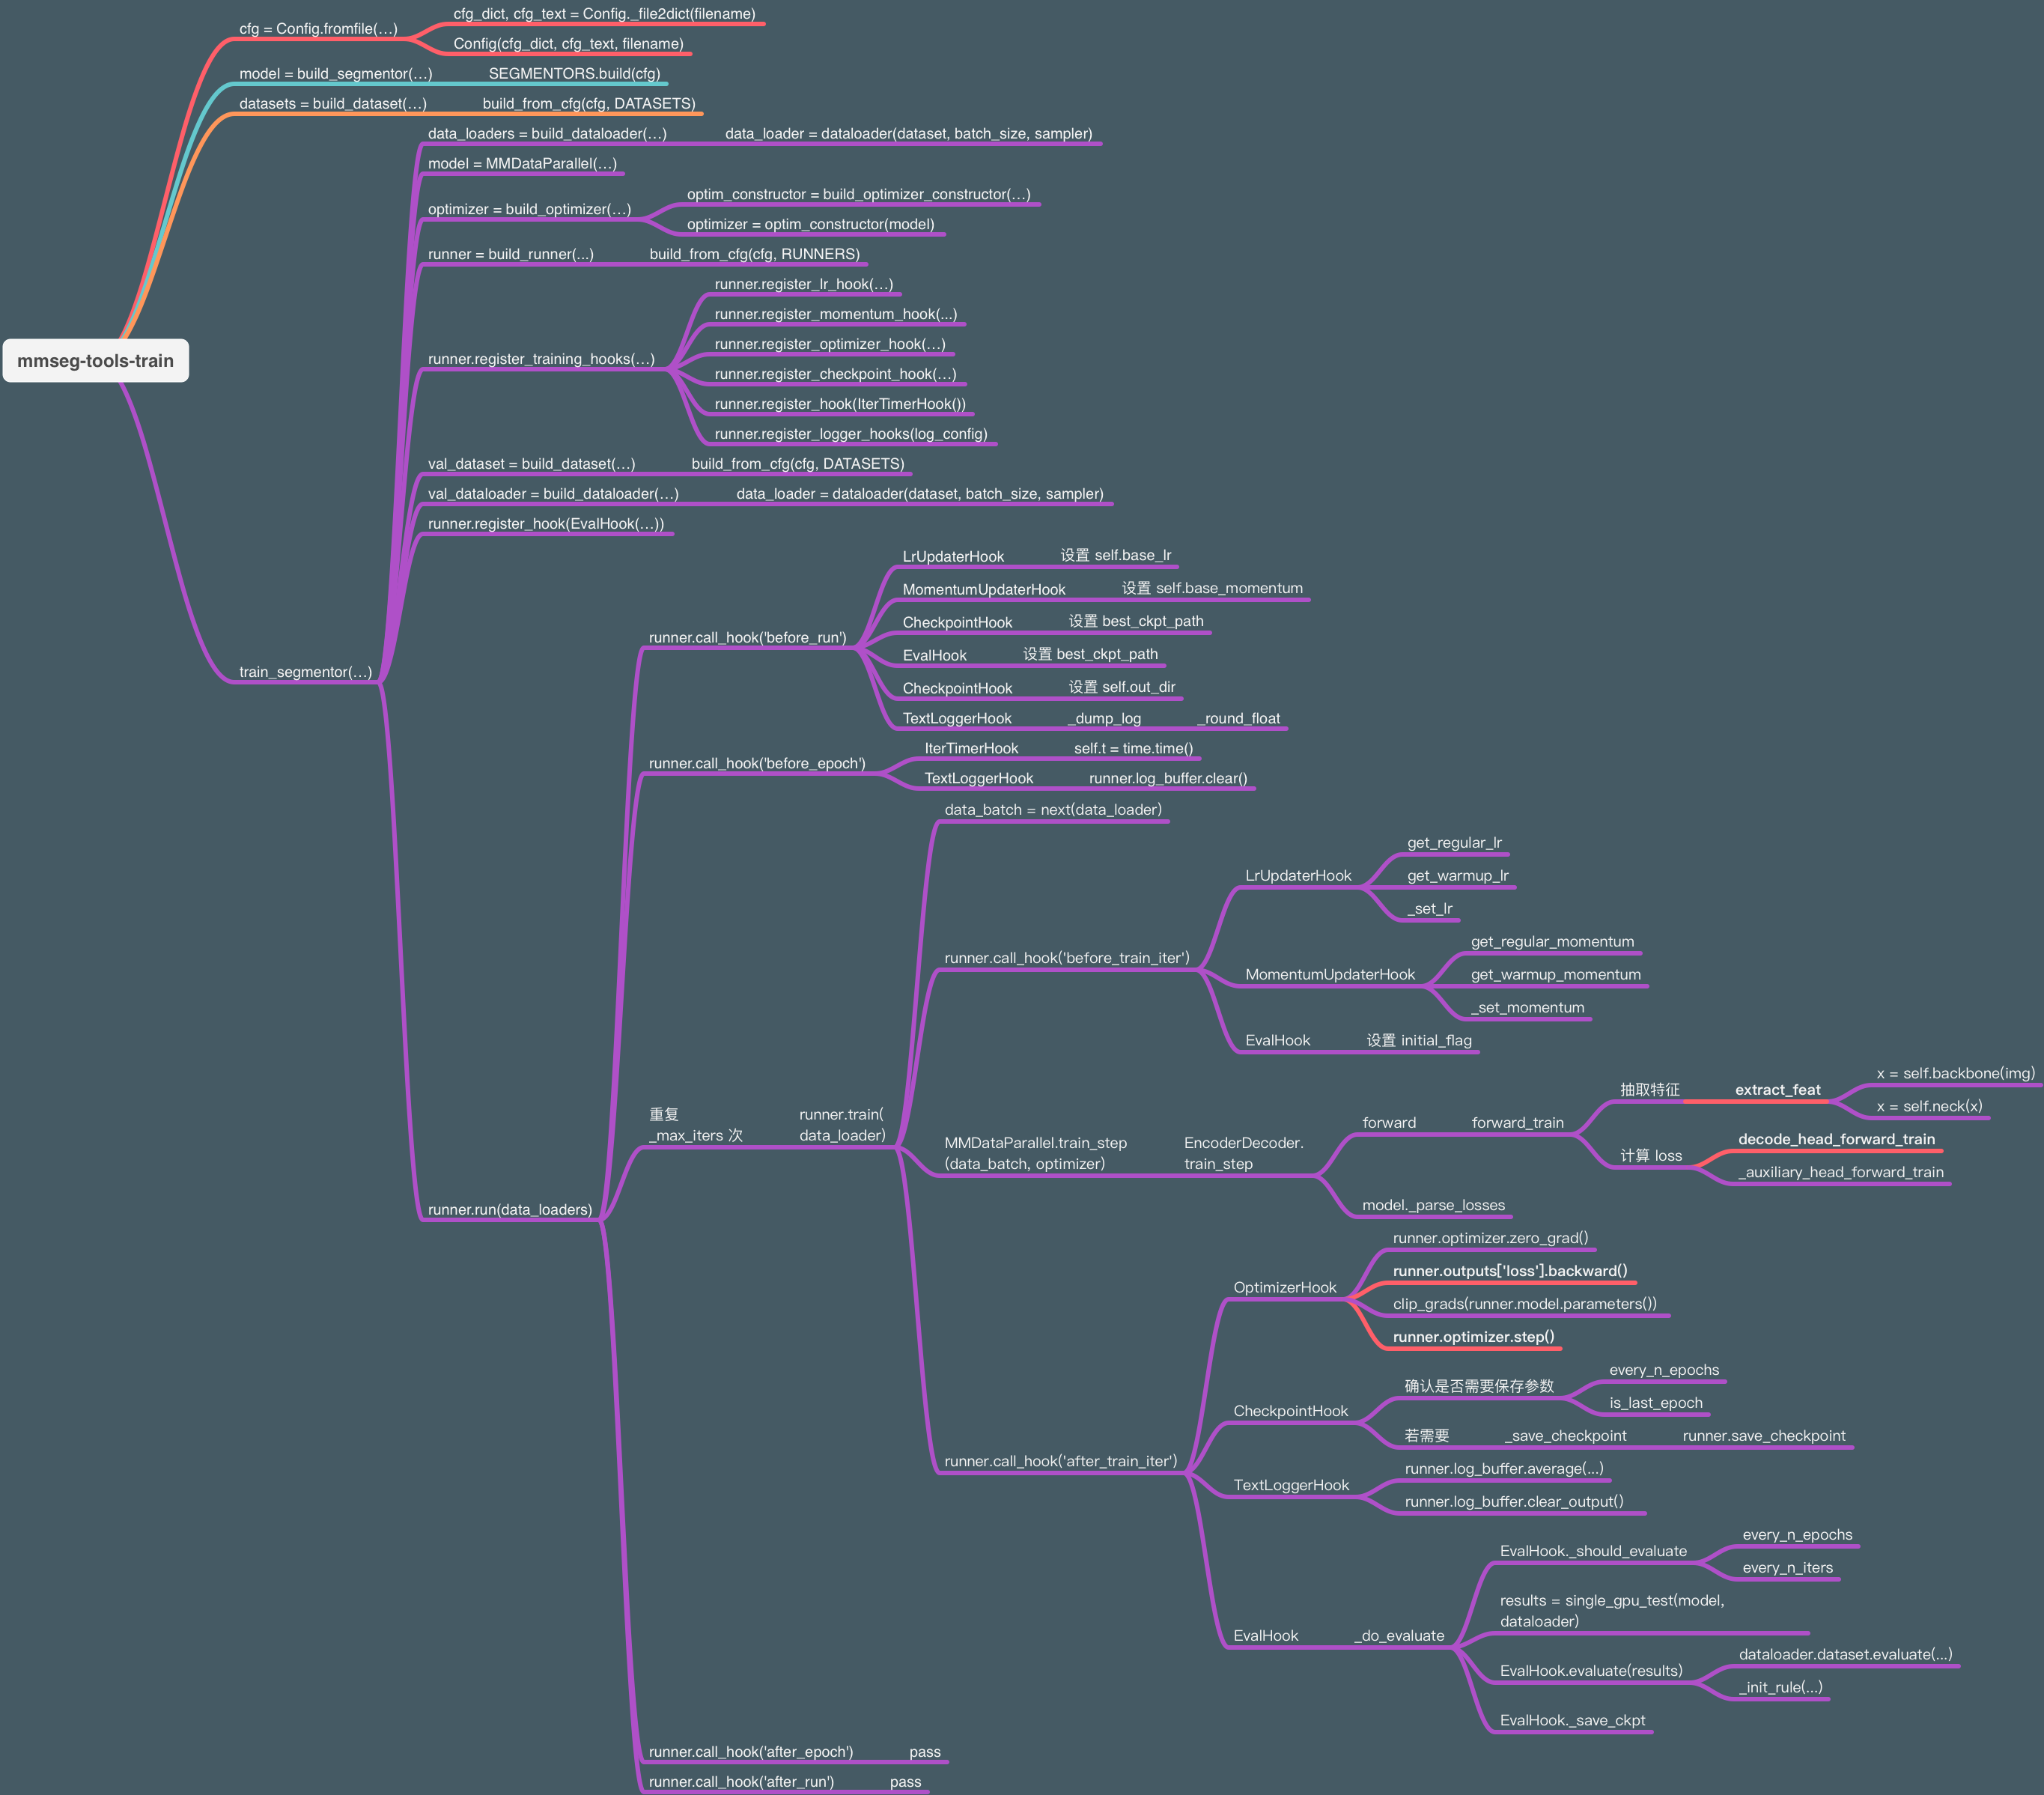 cfg = Config.fromfile(…)
cfg_dict, cfg_text = Config._file2dict(filename)
Config(cfg_dict, cfg_text, filename)
model = build_segmentor(…)
SEGMENTORS.build(cfg)
datasets = build_dataset(…)
build_from_cfg(cfg, DATASETS)
mmseg-tools-train
train_segmentor(…)
data_loaders = build_dataloader(…)
data_loader = dataloader(dataset, batch_size, sampler)
model = MMDataParallel(…)
optimizer = build_optimizer(…)
optim_constructor = build_optimizer_constructor(…)
optimizer = optim_constructor(model)
runner = build_runner(...)
build_from_cfg(cfg, RUNNERS)
runner.register_training_hooks(…)
runner.register_lr_hook(…)
runner.register_momentum_hook(...)
runner.register_optimizer_hook(…)
runner.register_checkpoint_hook(…)
runner.register_hook(IterTimerHook())
runner.register_logger_hooks(log_config)
val_dataset = build_dataset(…)
build_from_cfg(cfg, DATASETS)
val_dataloader = build_dataloader(…)
data_loader = dataloader(dataset, batch_size, sampler)
runner.register_hook(EvalHook(…))
runner.run(data_loaders)
runner.call_hook('before_run')
LrUpdaterHook
设置 self.base_lr
MomentumUpdaterHook
设置 self.base_momentum
CheckpointHook
设置 best_ckpt_path
EvalHook
设置 best_ckpt_path
CheckpointHook
设置 self.out_dir
TextLoggerHook
_dump_log
_round_float
runner.call_hook('before_epoch')
IterTimerHook
self.t = time.time()
TextLoggerHook
runner.log_buffer.clear()
重复
_max_iters 次
runner.train(
data_loader)
data_batch = next(data_loader)
runner.call_hook('before_train_iter')
LrUpdaterHook
get_regular_lr
get_warmup_lr
_set_lr
MomentumUpdaterHook
get_regular_momentum
get_warmup_momentum
_set_momentum
EvalHook
设置 initial_flag
MMDataParallel.train_step
(data_batch, optimizer)
EncoderDecoder.
train_step
forward
forward_train
抽取特征
extract_feat
x = self.backbone(img)
x = self.neck(x)
计算 loss
decode_head_forward_train
_auxiliary_head_forward_train
model._parse_losses
runner.call_hook('after_train_iter')
OptimizerHook
runner.optimizer.zero_grad()
runner.outputs['loss'].backward()
clip_grads(runner.model.parameters())
runner.optimizer.step()
CheckpointHook
确认是否需要保存参数
every_n_epochs
is_last_epoch
若需要
_save_checkpoint
runner.save_checkpoint
TextLoggerHook
runner.log_buffer.average(...)
runner.log_buffer.clear_output()
EvalHook
_do_evaluate
EvalHook._should_evaluate
every_n_epochs
every_n_iters
results = single_gpu_test(model,
dataloader)
EvalHook.evaluate(results)
dataloader.dataset.evaluate(...)
_init_rule(...)
EvalHook._save_ckpt
runner.call_hook('after_epoch')
pass
runner.call_hook('after_run')
pass